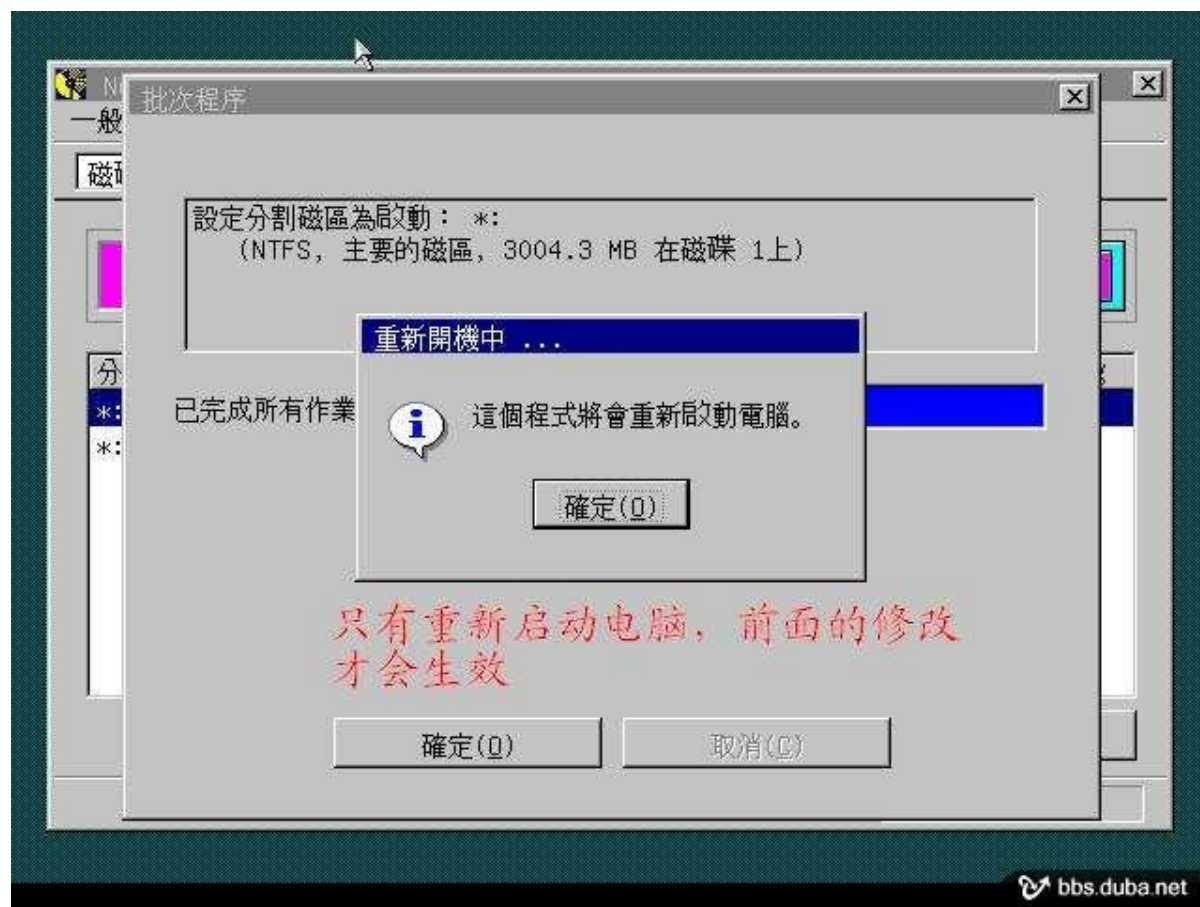 批次程序
一般
設定分割磁區為啟動： *:
(NTFS, 主要的磁區, 3004.3 MB 在磁碟 1上)
重新開機中 ...
分
*:
已完成所有作業
這個程式將會重新啟動電腦。
*:
確定(O)
只有重新启动电脑，前面的修改
才会生效
確定(O)
取消(C)
bbs.duba.net